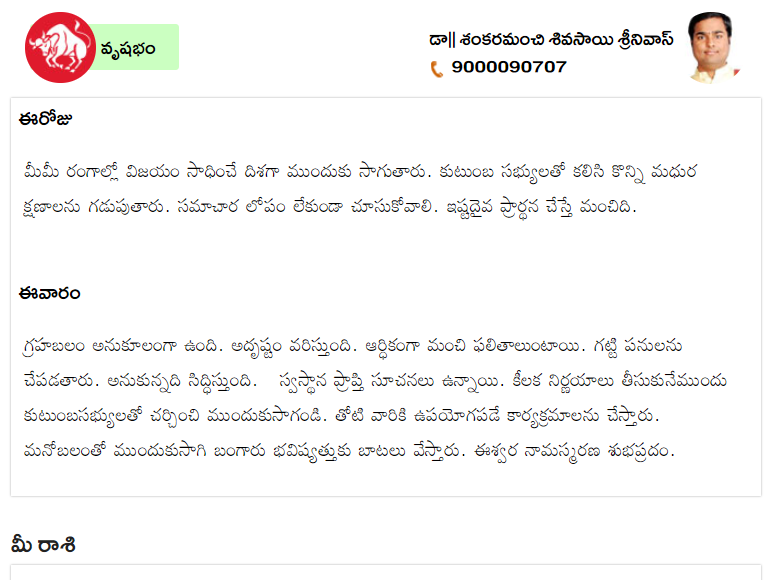 వృషభం
డా|| శంకరమంచి శివసాయి శ్రీనివాస్
9000090707
ఈరోజు
మీమీ రంగాల్లో విజయం సాధించే దిశగా ముందుకు సాగుతారు. కుటుంబ సభ్యులతో కలిసి కొన్ని మధుర
క్షణాలను గడుపుతారు. సమాచార లోపం లేకుండా చూసుకోవాలి. ఇష్టదైవ ప్రార్థన చేస్తే మంచిది.
ఈవారం
గ్రహబలం అనుకూలంగా ఉంది. అదృష్టం వరిస్తుంది. ఆర్థికంగా మంచి ఫలితాలుంటాయి. గట్టి పనులను
చేపడతారు. అనుకున్నది సిద్ధిస్తుంది. స్వస్థాన ప్రాప్తి సూచనలు ఉన్నాయి. కీలక నిర్ణయాలు తీసుకునేముందు
కుటుంబసభ్యులతో చర్చించి ముందుకుసాగండి. తోటి వారికి ఉపయోగపడే కార్యక్రమాలను చేస్తారు.
మనోబలంతో ముందుకుసాగి బంగారు భవిష్యత్తుకు బాటలు వేస్తారు. ఈశ్వర నామస్మరణ శుభప్రదం.
మీ రాశి